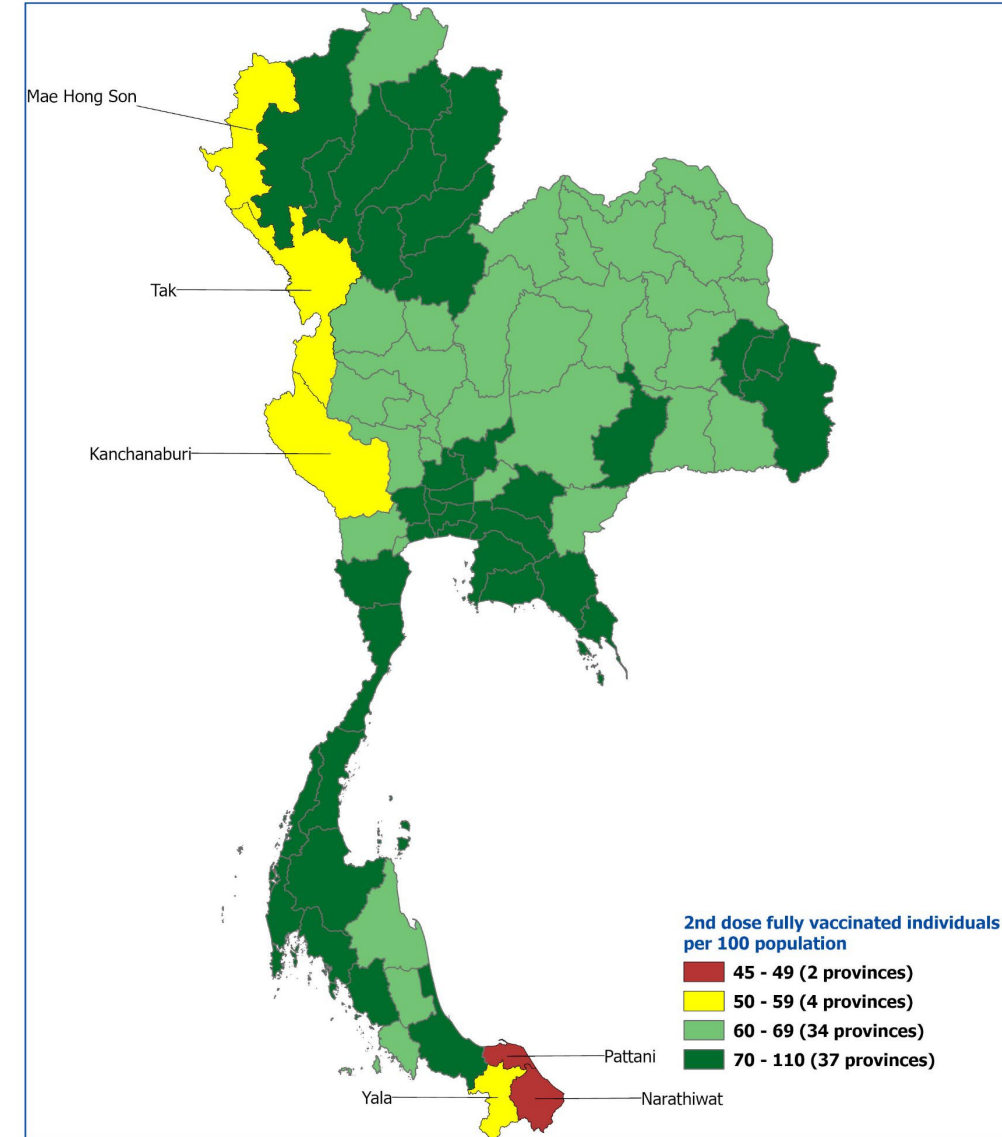 Mae Hong Son
Tak
Kanchanaburi
2nd dose fully vaccinated individuals
per 100 population
45 - 49 (2 provinces)
50 - 59 (4 provinces)
60 - 69 (34 provinces)
70 - 110 (37 provinces)
Pattani
Yala
Narathiwat